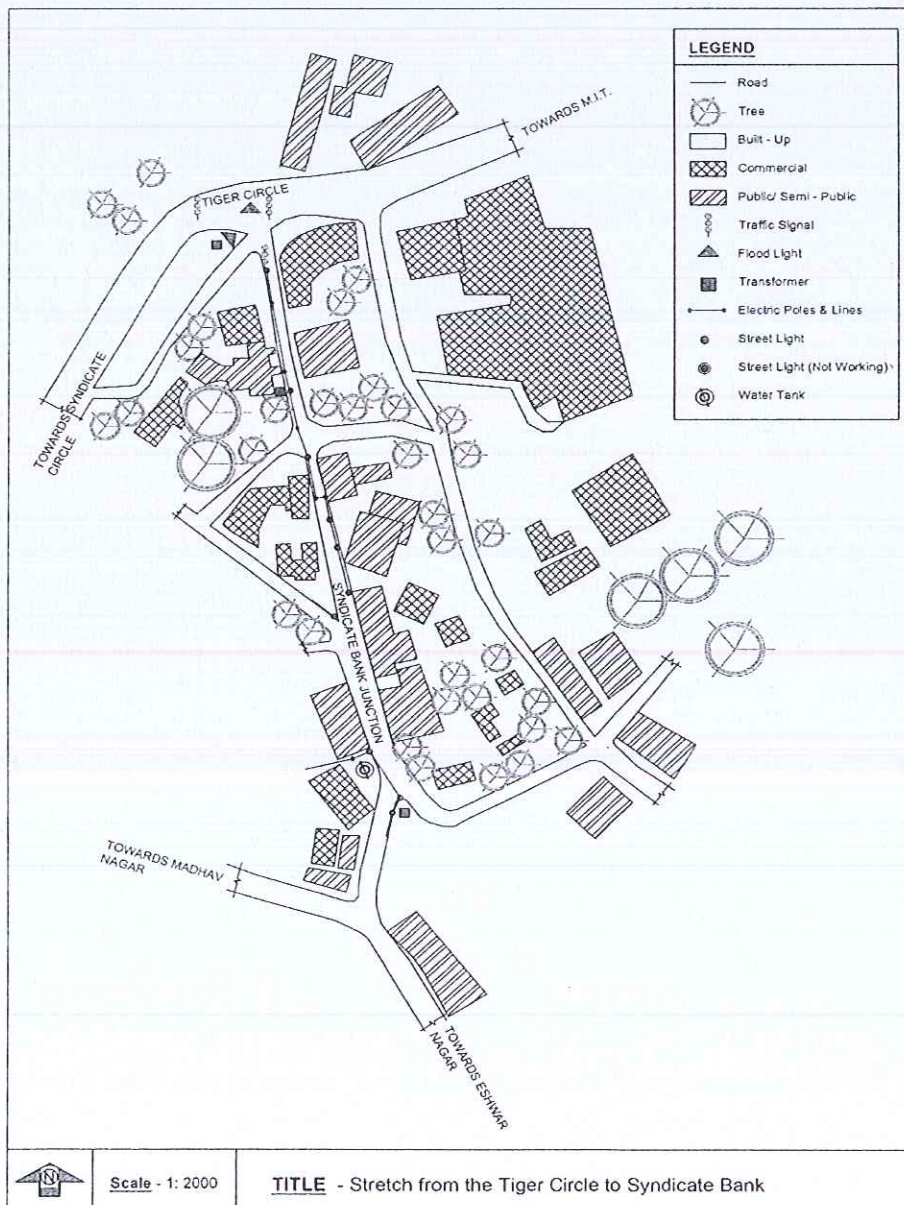 LEGEND
Road
Tree
Built - Up
Commercial
Public/ Semi - Public
Traffic Signal
Flood Light
Transformer
Electric Poles & Lines
Street Light
Street Light (Not Working)
Water Tank
TOWARDS M.I.T.
TIGER CIRCLE
TOWARDS SYNDICATE
CIRCLE
SYNDICATE BANK JUNCTION
TOWARDS MADHAV
NAGAR
TOWARDS ESHWAR
NAGAR
N
Scale - 1: 2000
TITLE - Stretch from the Tiger Circle to Syndicate Bank